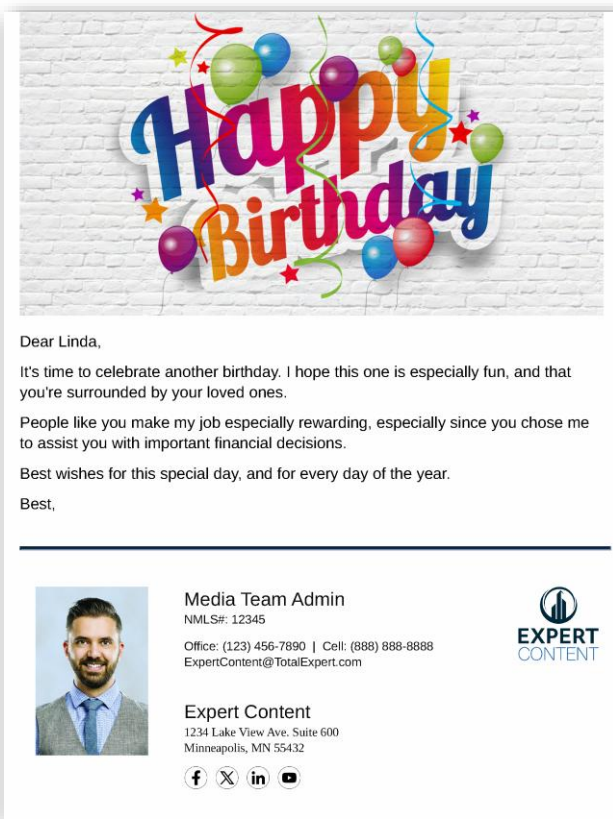 Happy
Birthday
Dear Linda,
It's time to celebrate another birthday. I hope this one is especially fun, and that
you're surrounded by your loved ones.
People like you make my job especially rewarding, especially since you chose me
to assist you with important financial decisions.
Best wishes for this special day, and for every day of the year.
Best,
Media Team Admin
NMLS#: 12345
Office: (123) 456-7890 | Cell: (888) 888-8888
ExpertContent@TotalExpert.com
EXPERT
CONTENT
Expert Content
1234 Lake View Ave. Suite 600
Minneapolis, MN 55432